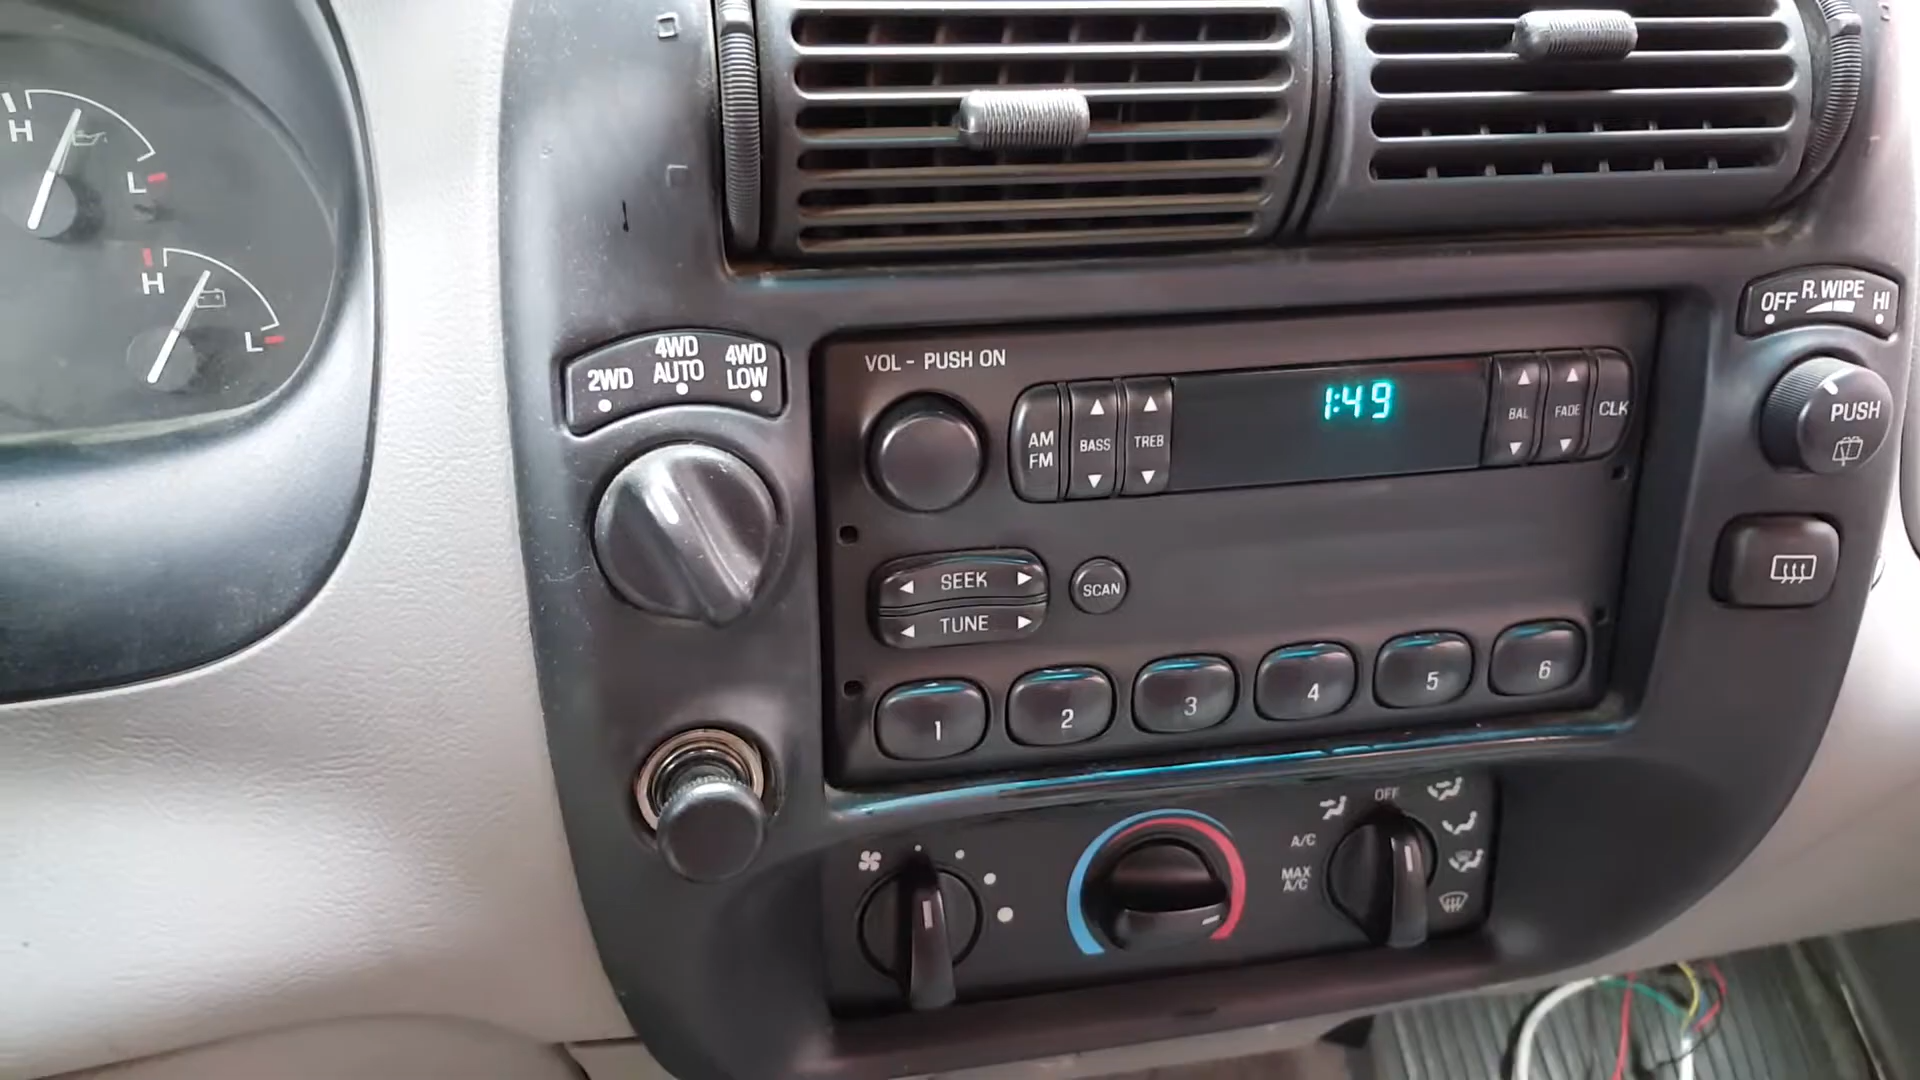 H
L
H
L
2WD
4WD AUTO
4WD LOW
VOL - PUSH ON
AM FM
BASS
TREB
1:49
BAL
FADE
CLK
OFF R.WIPE HI
PUSH
SEEK
TUNE
SCAN
1 2 3 4 5 6
OFF
A/C
MAX A/C